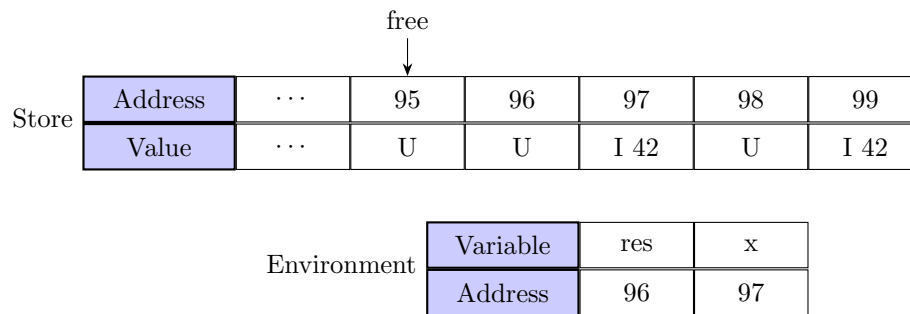 free
Store
Address ··· 95 96 97 98 99
Value ··· U U I 42 U I 42
Environment
Variable res x
Address 96 97